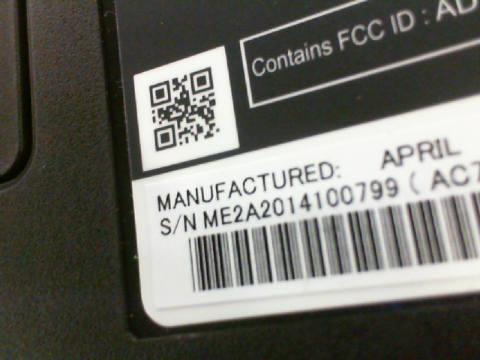 Contains FCC ID : AD
MANUFACTURED: APRIL
S/N ME2A2014100799 ( AC7